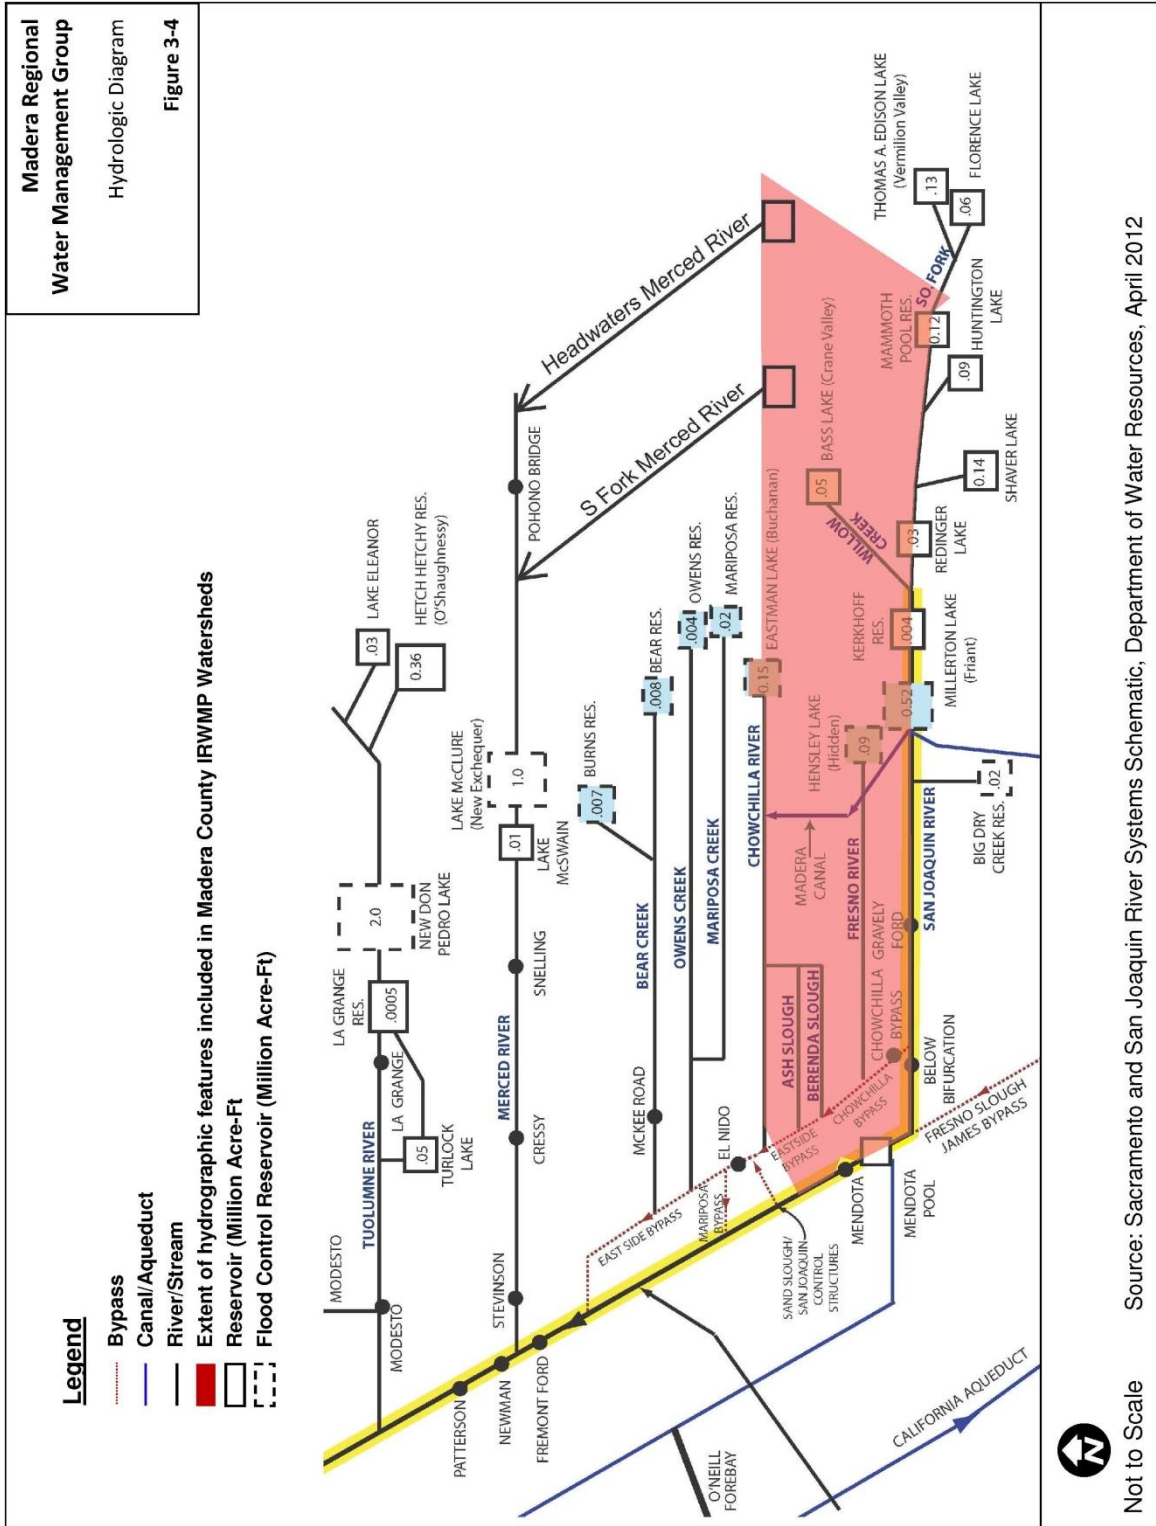 Madera Regional
Water Management Group
Hydrologic Diagram
Figure 3-4
Legend
Bypass
Canal/Aqueduct
River/Stream
Extent of hydrographic features included in Madera County IRWMP Watersheds
Reservoir (Million Acre-Ft)
Flood Control Reservoir (Million Acre-Ft)
MODESTO
MODESTO
TUOLUMNE RIVER
LA GRANGE
LA GRANGE
RES.
.0005
.05
TURLOCK
LAKE
2.0
NEW DON
PEDRO LAKE
.03
LAKE ELEANOR
0.36
HETCH HETCHY RES.
(O'Shaughnessy)
PATTERSON
NEWMAN
FREMONT FORD
STEVINSON
CRESSY
MERCED RIVER
SNELLING
.01
LAKE
McSWAIN
LAKE McCLURE
(New Exchequer)
1.0
POHONO BRIDGE
Headwaters Merced River
S Fork Merced River
BURNS RES.
.007
MCKEE ROAD
BEAR CREEK
.008
BEAR RES.
OWENS CREEK
.004
OWENS RES.
MARIPOSA CREEK
.02
MARIPOSA RES.
EAST SIDE BYPASS
MARIPOSA
BYPASS
EL NIDO
CHOWCHILLA RIVER
0.15
EASTMAN LAKE (Buchanan)
SAND SLOUGH/
SAN JOAQUIN
CONTROL
STRUCTURES
EASTSIDE
BYPASS
ASH SLOUGH
BERENDA SLOUGH
CHOWCHILLA
BYPASS
MADERA
CANAL
HENSLEY LAKE
(Hidden)
.09
FRESNO RIVER
WILLOW
CREEK
.05
BASS LAKE (Crane Valley)
CHOWCHILLA
BYPASS
GRAVELY
FORD
MENDOTA
MENDOTA
POOL
BELOW
BIFURCATION
FRESNO SLOUGH
JAMES BYPASS
SAN JOAQUIN RIVER
.02
BIG DRY
CREEK RES.
0.52
MILLERTON LAKE
(Friant)
KERKHOFF
RES.
.004
.03
REDINGER
LAKE
0.14
SHAVER LAKE
.09
HUNTINGTON
LAKE
MAMMOTH
POOL RES.
0.12
SO. FORK
.13
THOMAS A. EDISON LAKE
(Vermilion Valley)
.06
FLORENCE LAKE
O'NEILL
FOREBAY
CALIFORNIA AQUEDUCT
N
Not to Scale
Source: Sacramento and San Joaquin River Systems Schematic, Department of Water Resources, April 2012